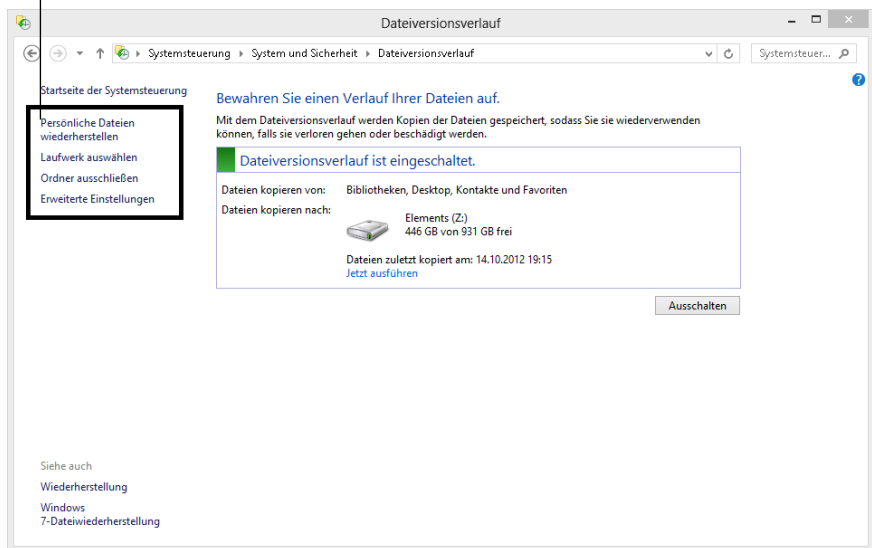 Dateiversionsverlauf
Systemsteuerung System und Sicherheit Dateiversionsverlauf
Systemsteuer...
Startseite der Systemsteuerung
Persönliche Dateien
wiederherstellen
Laufwerk auswählen
Ordner ausschließen
Erweiterte Einstellungen
Bewahren Sie einen Verlauf Ihrer Dateien auf.
Mit dem Dateiversionsverlauf werden Kopien der Dateien gespeichert, sodass Sie sie wiederverwenden
können, falls sie verloren gehen oder beschädigt werden.
Dateiversionsverlauf ist eingeschaltet.
Dateien kopieren von: Bibliotheken, Desktop, Kontakte und Favoriten
Dateien kopieren nach:
Elements (Z:)
446 GB von 931 GB frei
Dateien zuletzt kopiert am: 14.10.2012 19:15
Jetzt ausführen
Ausschalten
Siehe auch
Wiederherstellung
Windows
7-Dateiwiederherstellung